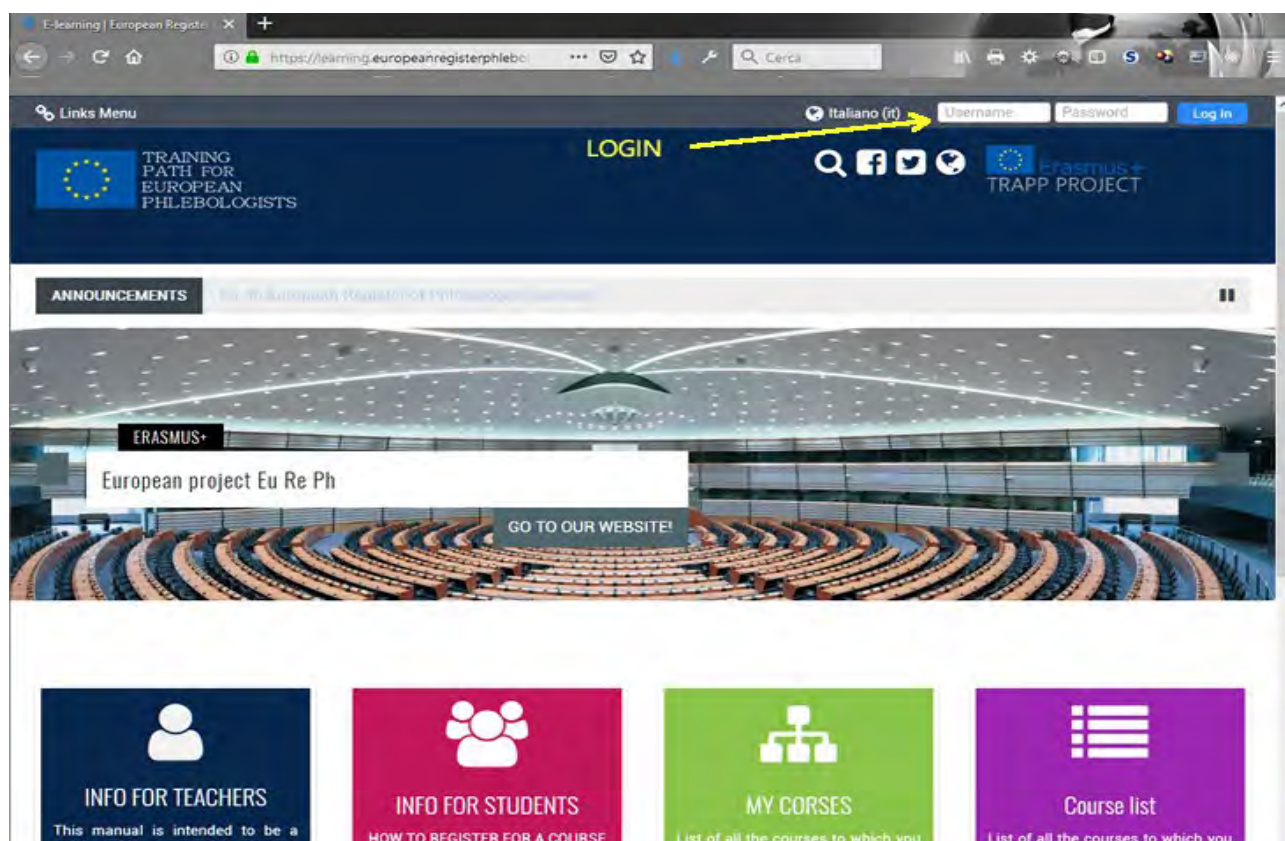 E-learning | European Registe
https://learning.europeanregisterphlebo
Cerca
Links Menu
Italiano (it)
Username
Password
Log In
LOGIN
TRAINING
PATH FOR
EUROPEAN
PHLEBOLOGISTS
Erasmus+
TRAPP PROJECT
ANNOUNCEMENTS
ERASMUS+
European project Eu Re Ph
GO TO OUR WEBSITE!
INFO FOR TEACHERS
This manual is intended to be a
INFO FOR STUDENTS
HOW TO REGISTER FOR A COURSE
MY CORSES
List of all the courses to which you
Course list
List of all the courses to which you